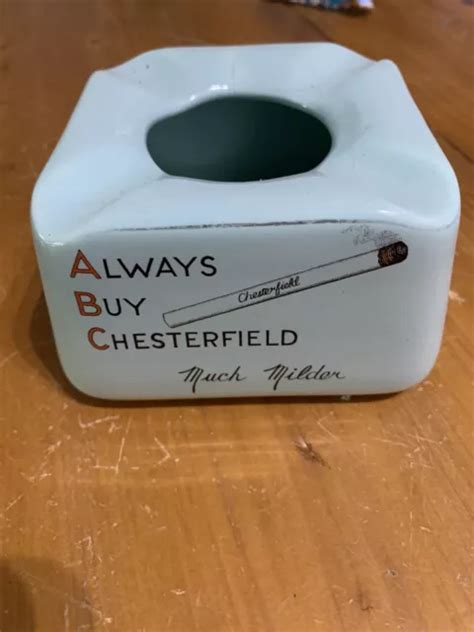 ALWAYS
BUY
CHESTERFIELD
Chesterfield
Much Milder